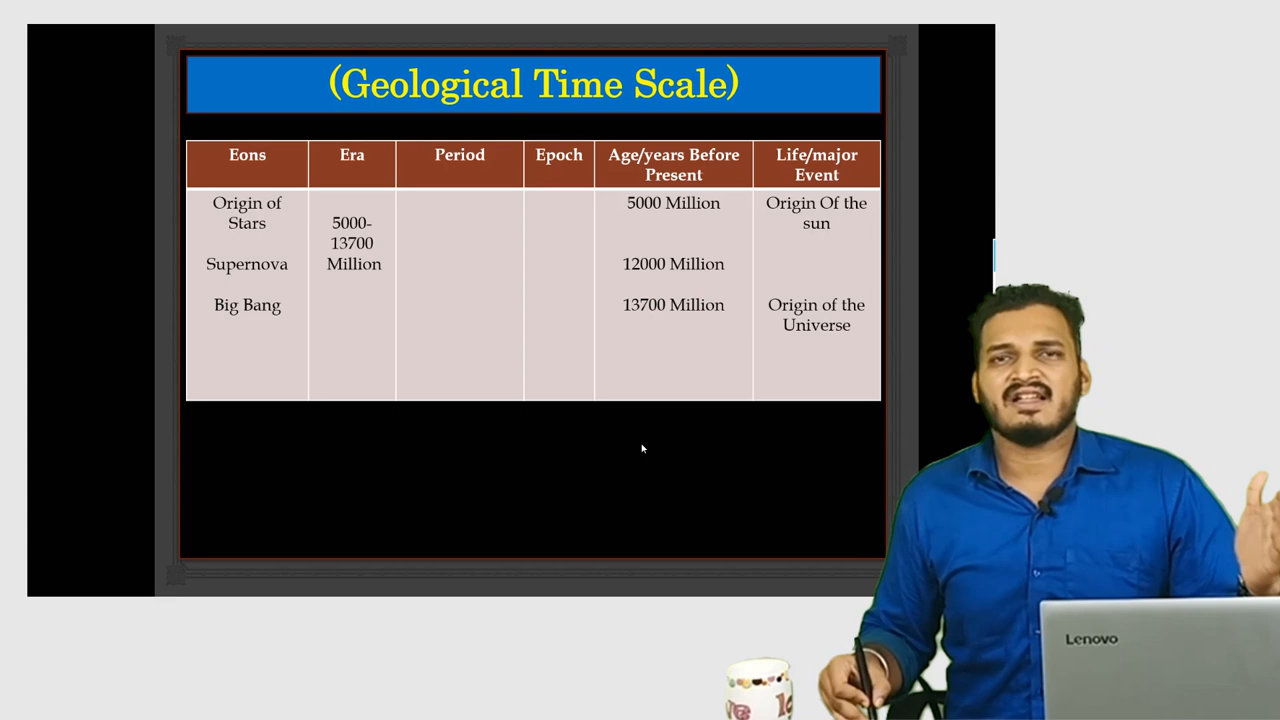 (Geological Time Scale)
Eons
Era
Period
Epoch
Age/years Before
Present
Life/major
Event
Origin of
Stars
5000-
13700
Million
5000 Million
Origin Of the
sun
Supernova
12000 Million
Big Bang
13700 Million
Origin of the
Universe
Lenovo